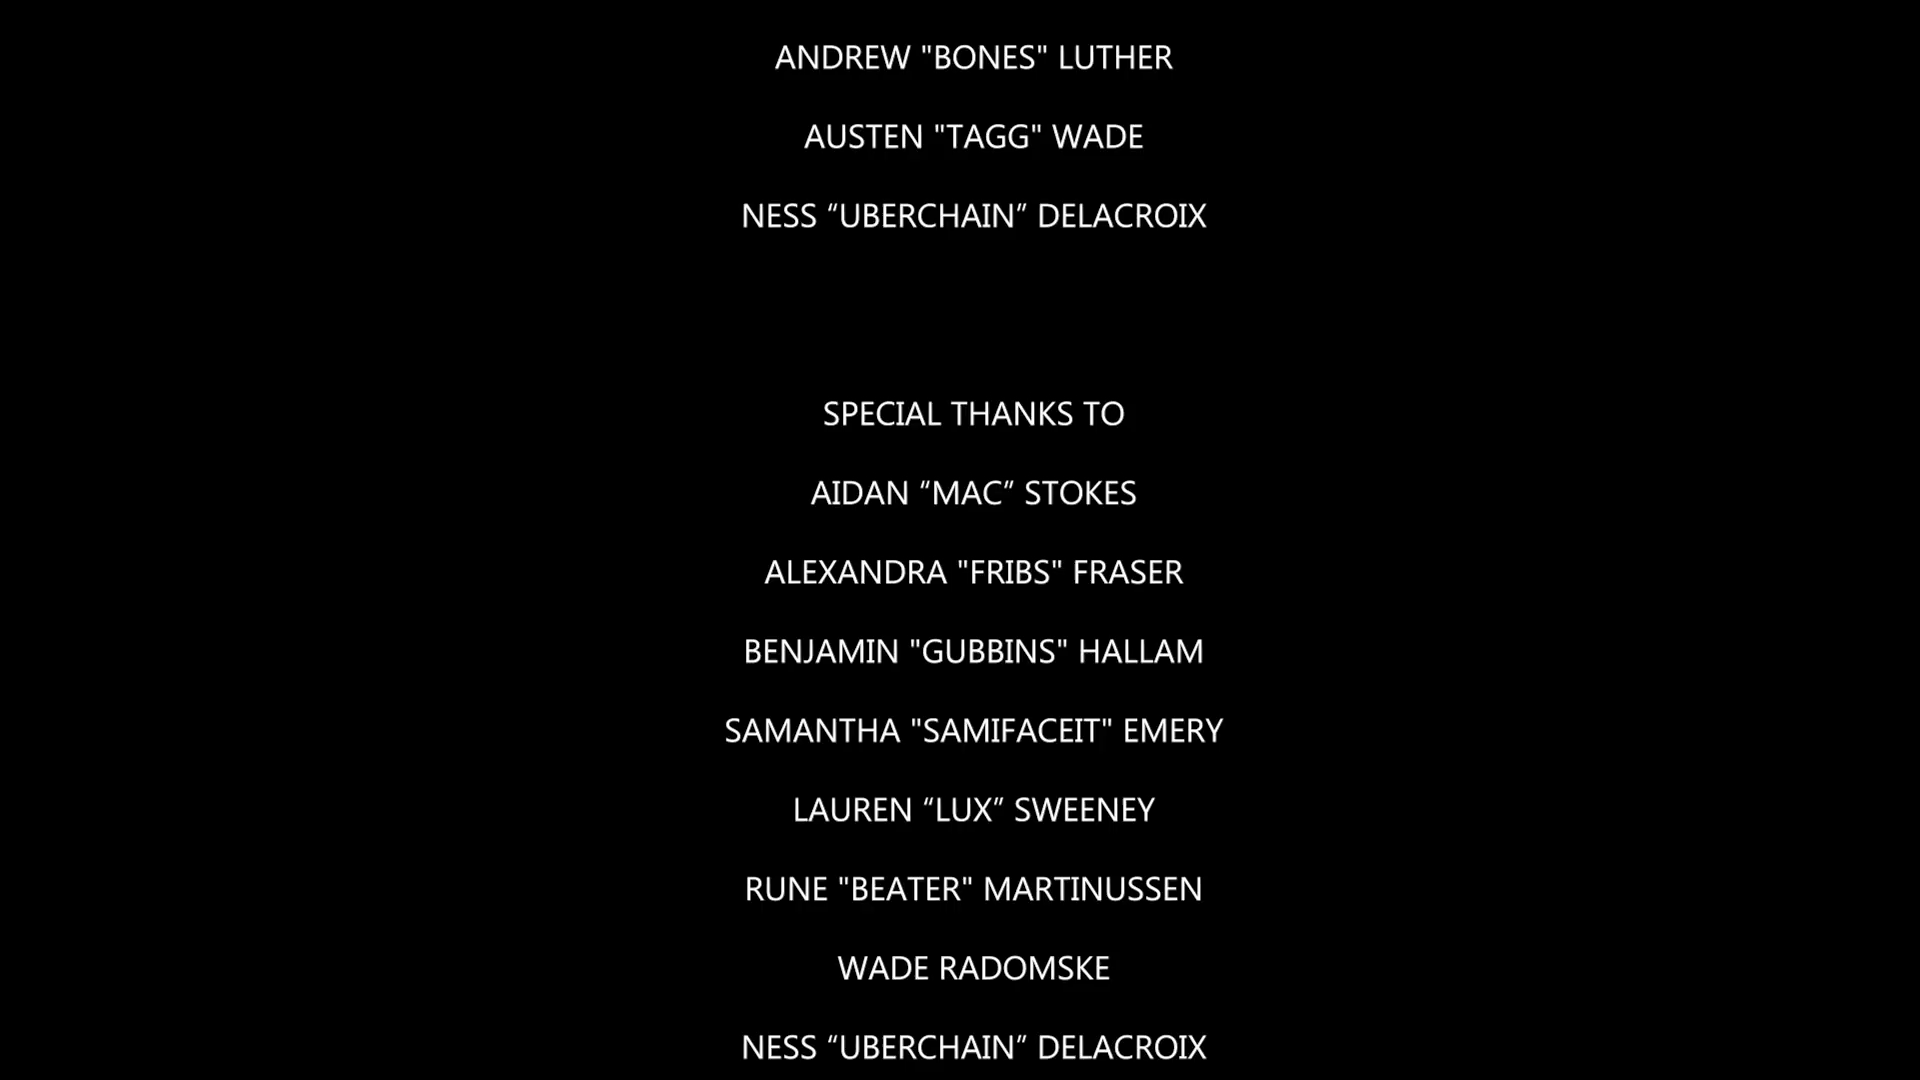 ANDREW "BONES" LUTHER
AUSTEN "TAGG" WADE
NESS “UBERCHAIN” DELACROIX
SPECIAL THANKS TO
AIDAN “MAC” STOKES
ALEXANDRA "FRIBS" FRASER
BENJAMIN "GUBBINS" HALLAM
SAMANTHA "SAMIFACEIT" EMERY
LAUREN “LUX” SWEENEY
RUNE "BEATER" MARTINUSSEN
WADE RADOMSKE
NESS “UBERCHAIN” DELACROIX